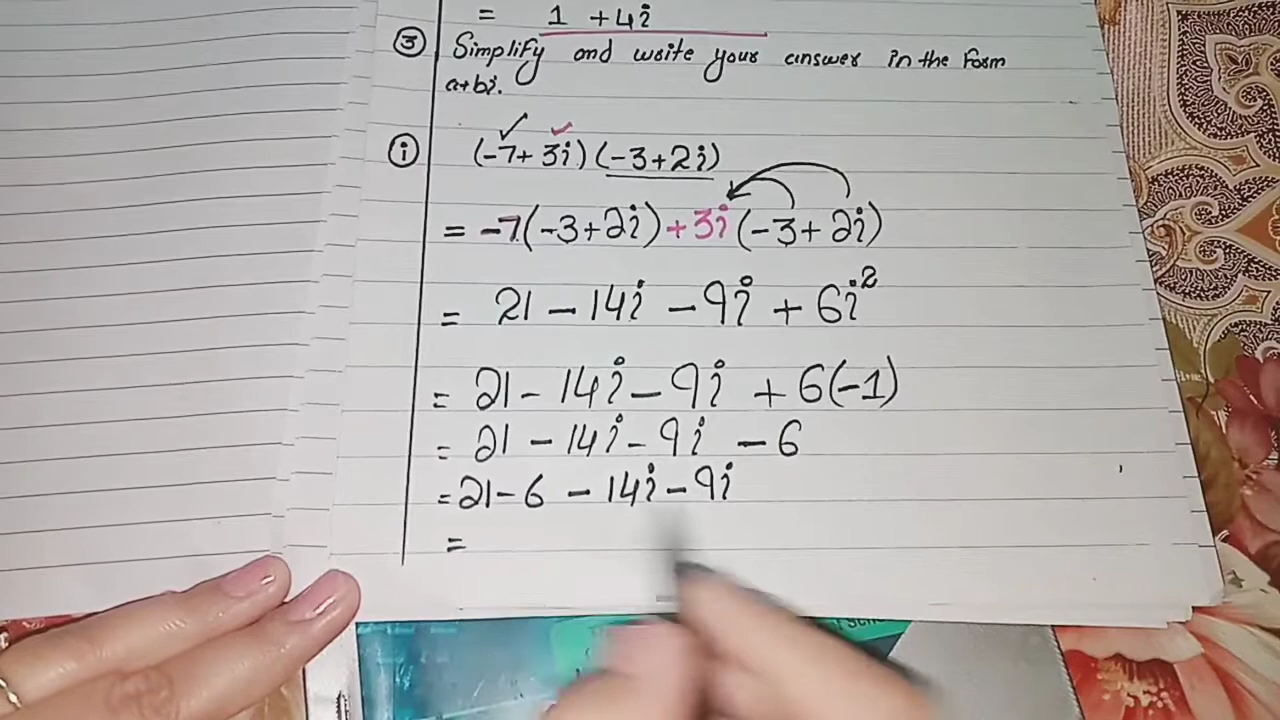 = 1 + 4i
③ Simplify and write your answer in the form
a+bi.
ⓘ (-7+3i)(-3+2i)
= -7(-3+2i)+3i(-3+2i)
= 21 - 14i - 9i + 6i²
= 21 - 14i - 9i + 6(-1)
= 21 - 14i - 9i - 6
= 21 - 6 - 14i - 9i
=